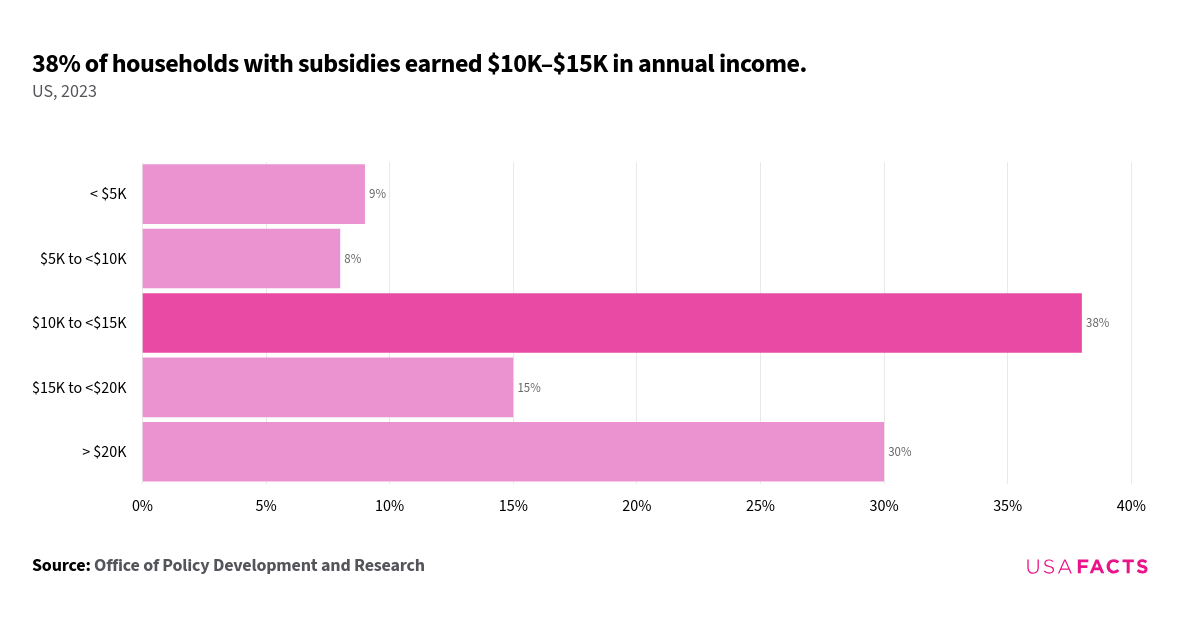 38% of households with subsidies earned $10K–$15K in annual income.
US, 2023
< $5K
9%
$5K to <$10K
8%
$10K to <$15K
38%
$15K to <$20K
15%
> $20K
30%
0% 5% 10% 15% 20% 25% 30% 35% 40%
Source: Office of Policy Development and Research
USAFACTS